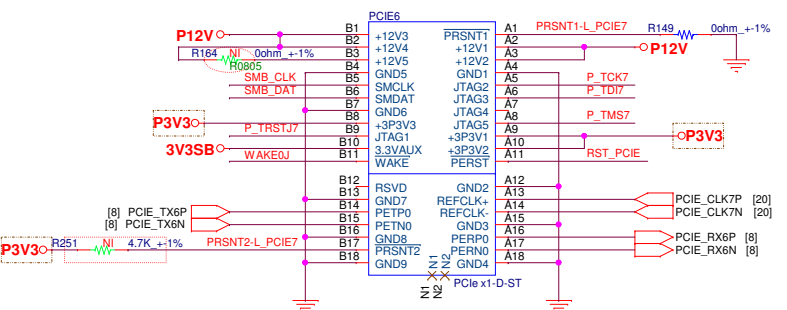 PCIE6
P12V B1 +12V3 PRSNT1 A1 PRSNT1-L_PCIE7 R149 0ohm_+-1%
B2 +12V4 +12V1 A2 P12V
R164 NI 0ohm_+-1% B3 +12V5 +12V2 A3
R0805 B4 GND5 GND1 A4
SMB_CLK B5 SMCLK JTAG2 A5 P_TCK7
SMB_DAT B6 SMDAT JTAG3 A6 P_TDI7
B7 GND6 JTAG4 A7
P3V3 B8 +3P3V3 JTAG5 A8 P_TMS7
P_TRSTJ7 B9 JTAG1 +3P3V1 A9 P3V3
3V3SB B10 3.3VAUX +3P3V2 A10
WAKE0J B11 WAKE PERST A11 RST_PCIE
B12 RSVD GND2 A12
B13 GND7 REFCLK+ A13 PCIE_CLK7P [20]
[8] PCIE_TX6P B14 PETP0 REFCLK- A14 PCIE_CLK7N [20]
[8] PCIE_TX6N B15 PETN0 GND3 A15
B16 GND8 PERP0 A16 PCIE_RX6P [8]
P3V3 R251 NI 4.7K_+-1% PRSNT2-L_PCIE7 B17 PRSNT2 PERN0 A17 PCIE_RX6N [8]
B18 GND9 GND4 A18
N1 N2
PCIe x1-D-ST
N1 N2